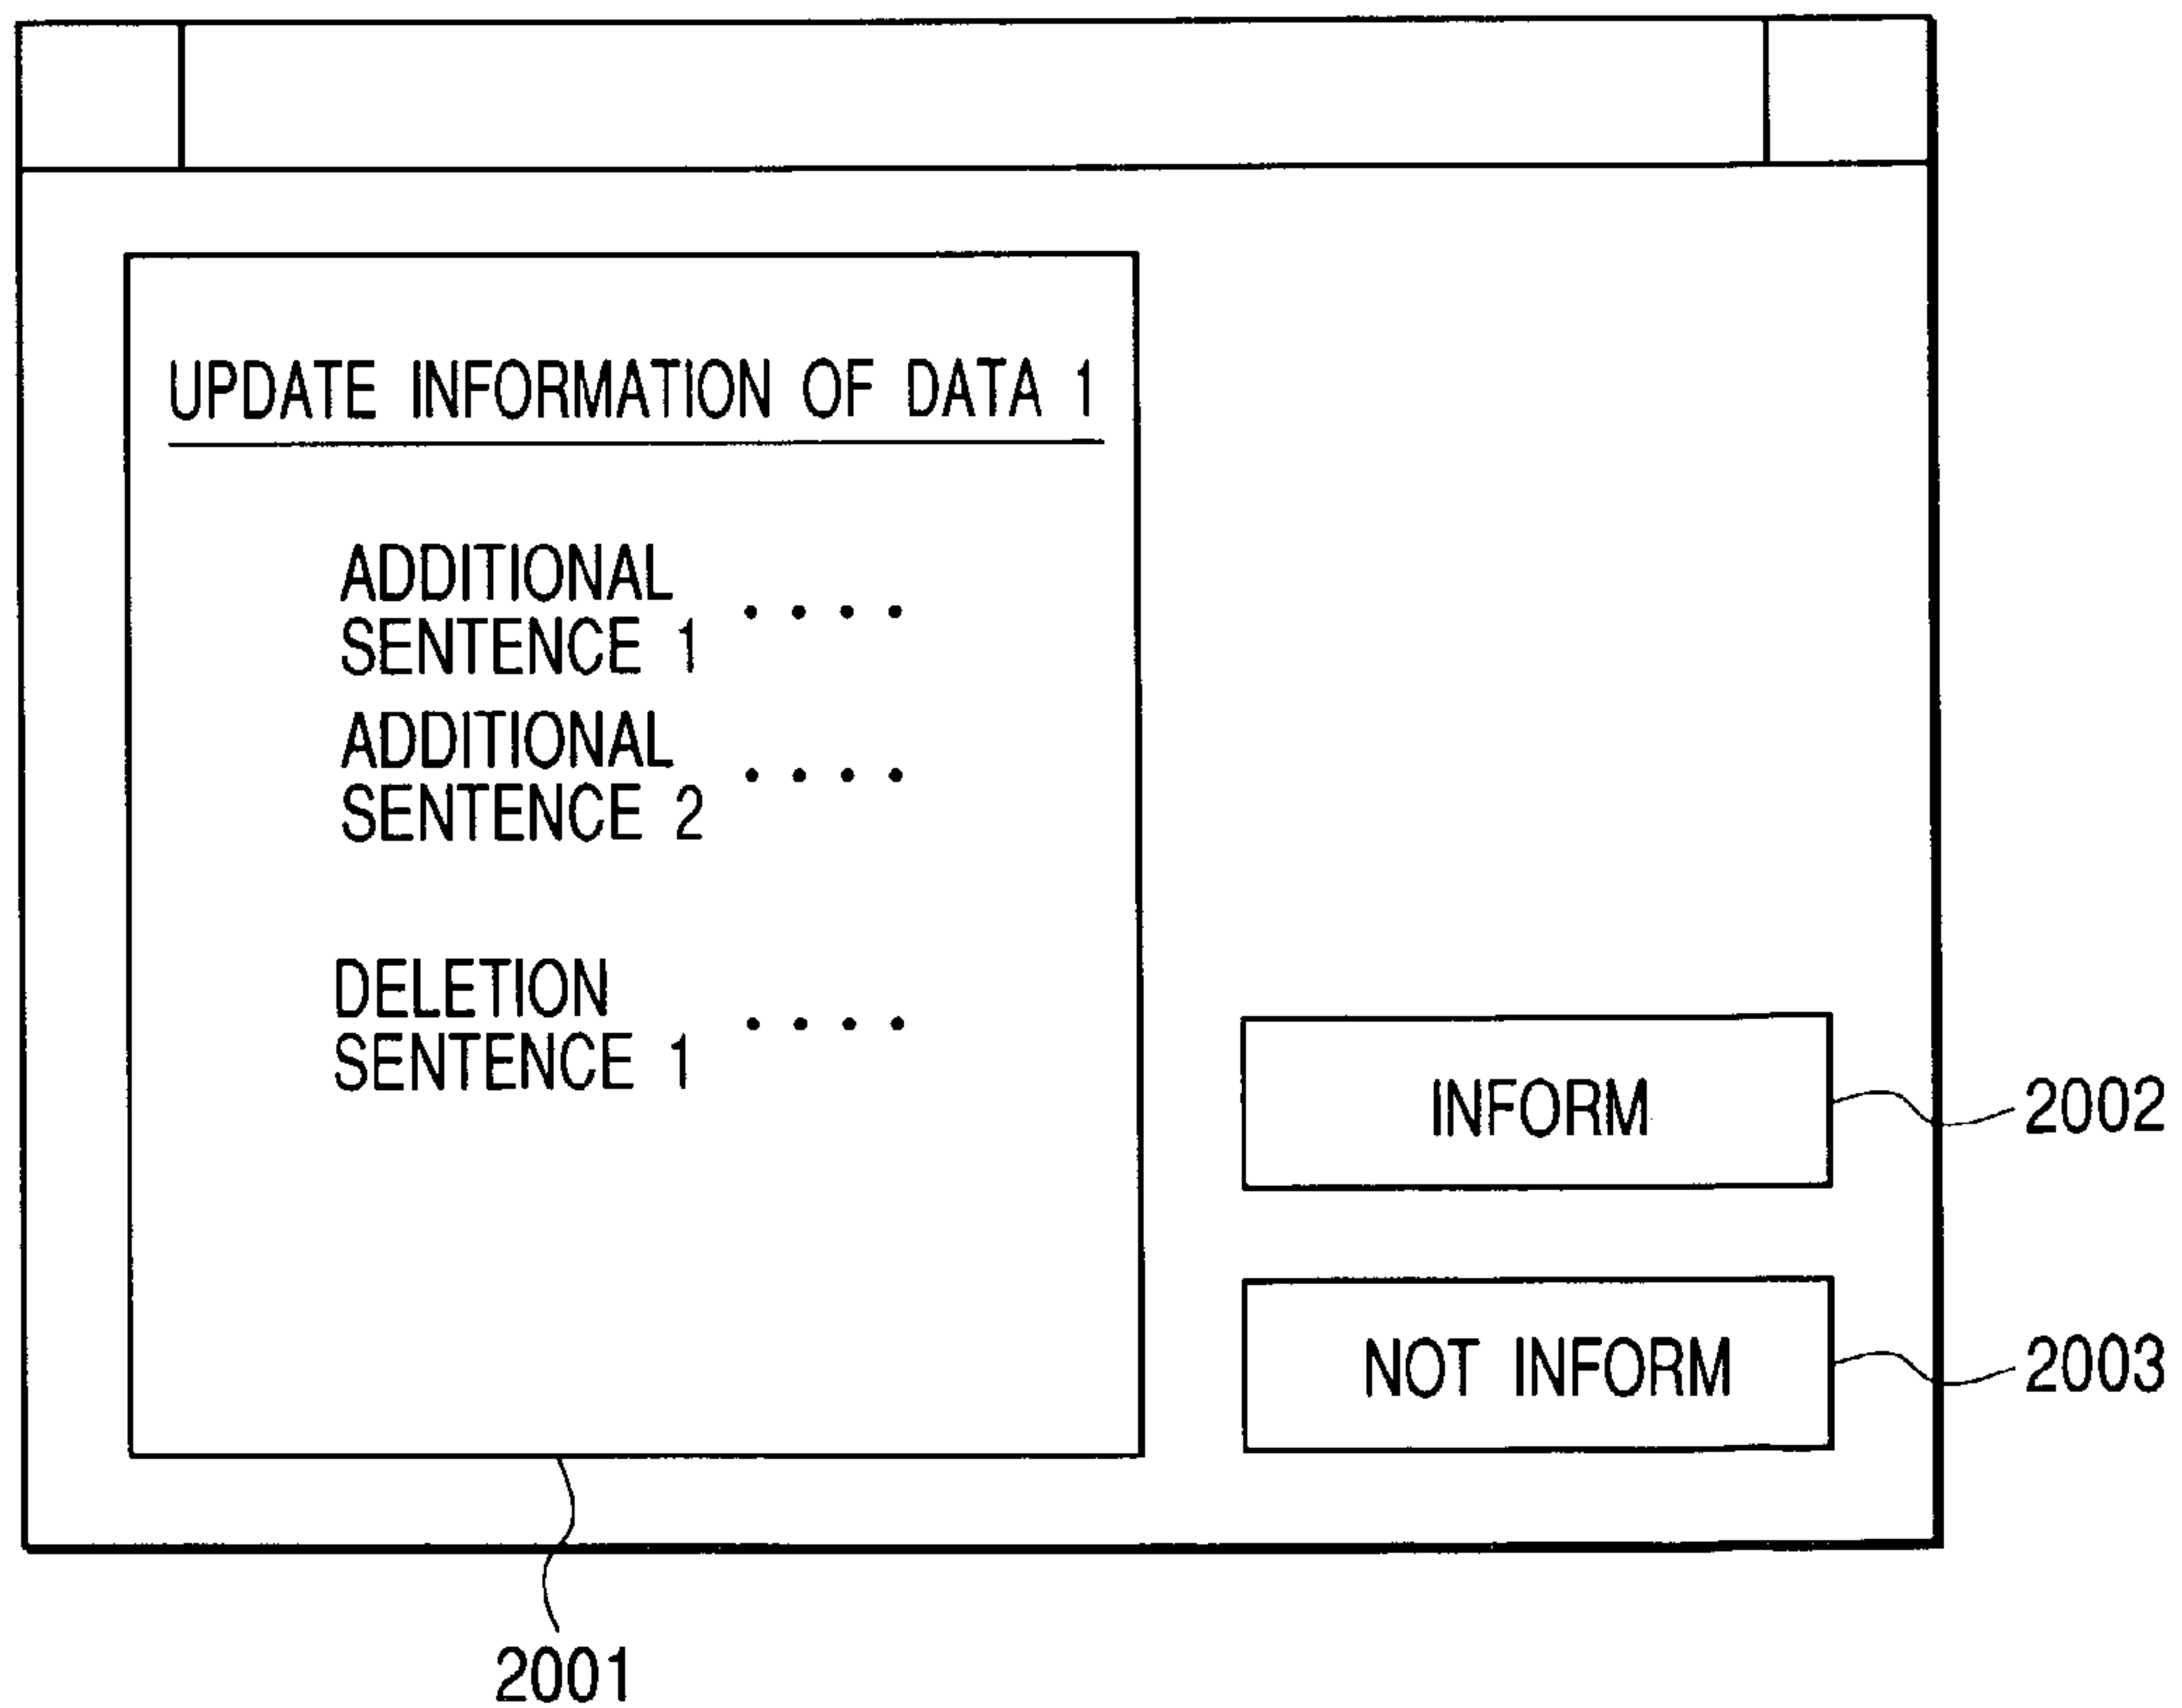 UPDATE INFORMATION OF DATA 1
ADDITIONAL
SENTENCE 1 ....
ADDITIONAL
SENTENCE 2 ....
DELETION
SENTENCE 1 ....
INFORM
2002
NOT INFORM
2003
2001